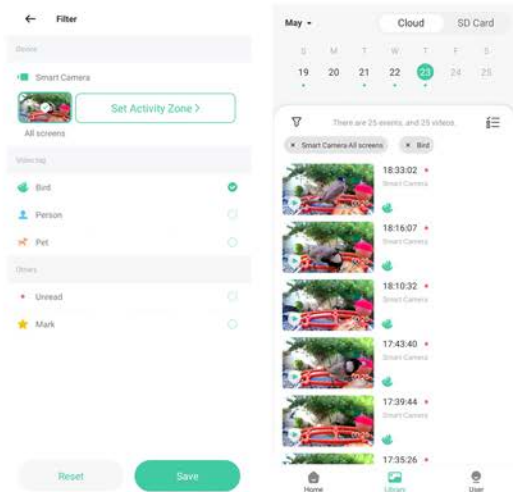 Filter
Device
Smart Camera
Set Activity Zone >
All screens
Video tag
Bird
Person
Pet
Others
Unread
Mark
Reset
Save
May
Cloud
SD Card
S M T W T F S
19 20 21 22 23 24 25
There are 25 events, and 25 videos.
× Smart Camera All screens
× Bird
18:33:02
Smart Camera
18:16:07
Smart Camera
18:10:32
Smart Camera
17:43:40
Smart Camera
17:39:44
Smart Camera
17:35:26
Home
Library
User